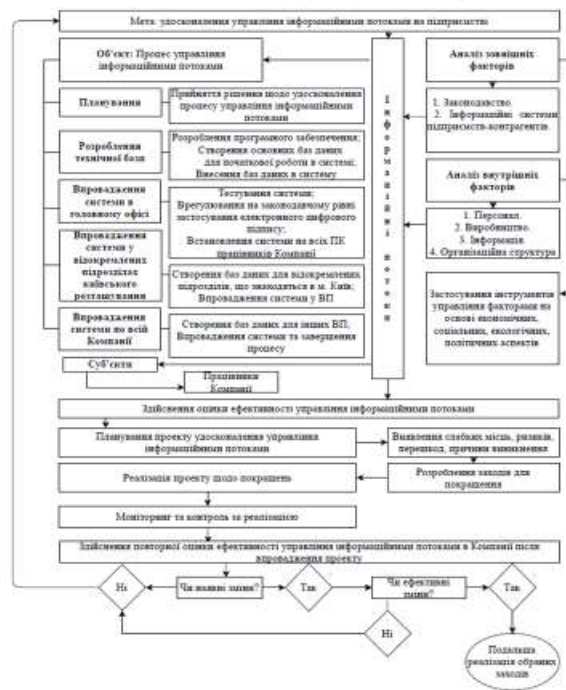 Мета: удосконалення управління інформаційними потоками на підприємства
Об'єкт: Процес управління
інформаційними потоками
Планування
Прийняття рішення щодо удосконалення
процесу управління інформаційними
потоками
Розроблення
технічної бази
Розроблення програмного забезпечення;
Створення основних баз даних
для початкової роботи в системі;
Внесення баз даних в систему
Впровадження
системи в
головному офісі
Тестування системи;
Врегулювання на законодавчому рівні
застосування електронного цифрового
підпису;
Встановлення системи на всіх ПК
працівників Компанії
Впровадження
системи у
відокремлених
підрозділах
київського
розташування
Створення баз даних для відокремлених
підрозділів, що знаходяться в м. Київ;
Впровадження системи у ВП
Впровадження
системи по всій
Компанії
Створення баз даних для інших ВП;
Впровадження системи та завершення
процесу
Суб'єкти
Працівники
Компанії
Інформаційні потоки
Аналіз зовнішніх
факторів
1. Законодавство.
2. Інформаційні системи
підприємств-контрагентів.
Аналіз внутрішніх
факторів
1. Персонал.
2. Виробництво.
3. Інформація.
4. Організаційна структура
Застосування інструментів
управління факторами на
основі економічних,
соціальних, екологічних,
політичних аспектів
Здійснення оцінки ефективності управління інформаційними потоками
Планування проекту удосконалення управління
інформаційними потоками
Виявлення слабких місць, ризиків,
перешкод, причини виникнення
Реалізація проекту щодо покращень
Розроблення заходів для
покращення
Моніторинг та контроль за реалізацією
Здійснення повторної оцінки ефективності управління інформаційними потоками в Компанії після
впровадження проекту
Ні
Чи наявні зміни?
Так
Чи ефективні
зміни?
Так
Ні
Подальша
реалізація обраних
заходів